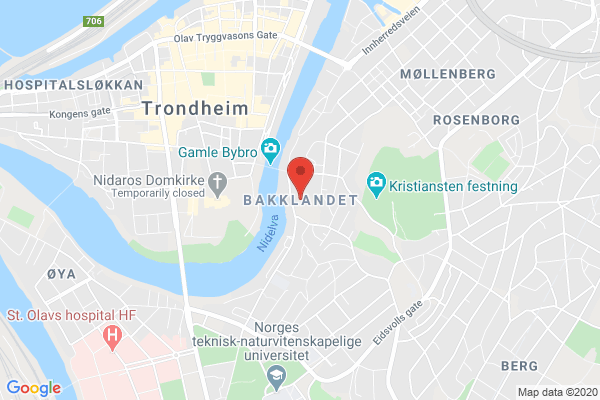 706
Olav Tryggvasons Gate
Innherredsveien
HOSPITALSLØKKAN
MØLLENBERG
Trondheim
Kongens gate
ROSENBORG
Gamle Bybro
Nidaros Domkirke
Temporarily closed
Kristiansten festning
BAKKLANDET
Nidelva
ØYA
St. Olavs hospital HF
H
Eidsvolls gate
Norges
teknisk-naturvitenskapelige
universitet
BERG
Google
Map data ©2020